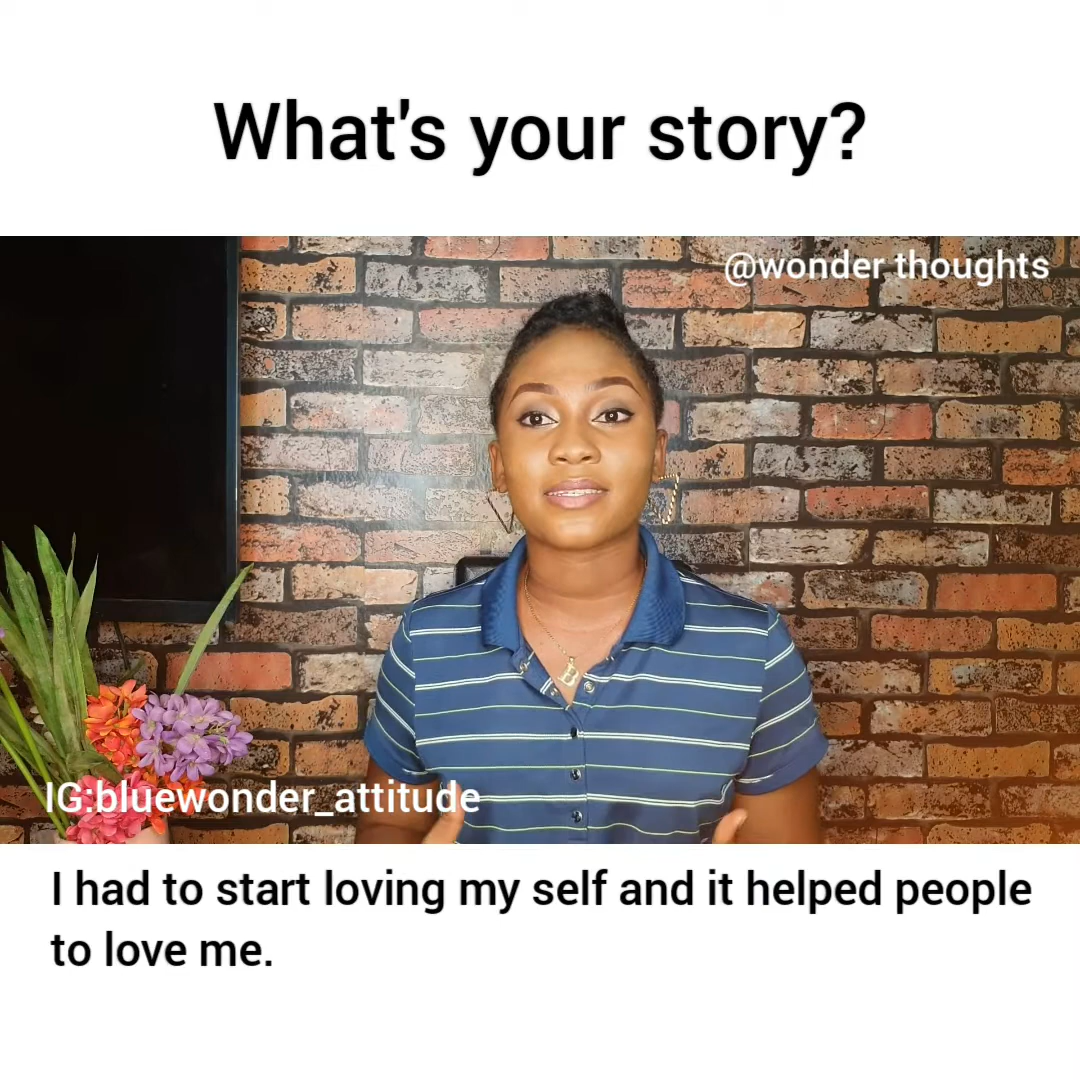 What's your story?
@wonder thoughts
B
IG:bluewonder_attitude
I had to start loving my self and it helped people
to love me.